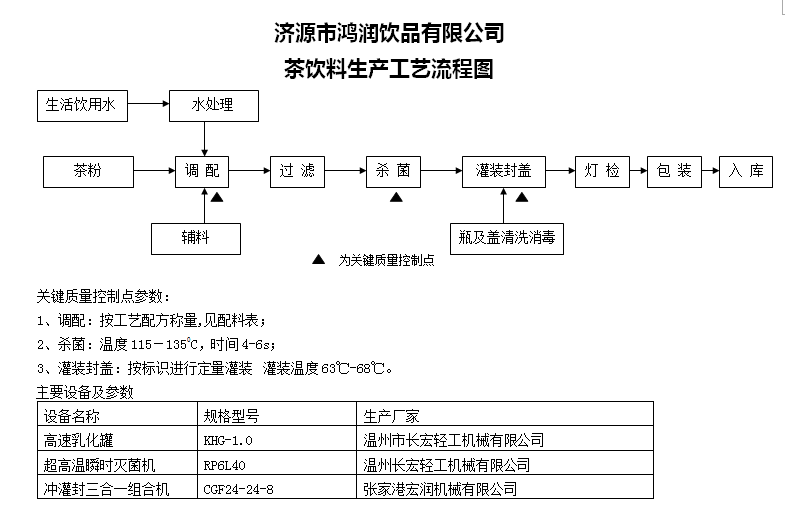 济源市鸿润饮品有限公司
茶饮料生产工艺流程图
生活饮用水
水处理
茶粉
调 配
过 滤
杀 菌
灌装封盖
灯 检
包 装
入 库
辅料
瓶及盖清洗消毒
▲ 为关键质量控制点
关键质量控制点参数：
1、调配：按工艺配方称量,见配料表；
2、杀菌：温度115－135℃，时间4-6s；
3、灌装封盖：按标识进行定量灌装 灌装温度63℃-68℃。
主要设备及参数
设备名称 规格型号 生产厂家
高速乳化罐 KHG-1.0 温州市长宏轻工机械有限公司
超高温瞬时灭菌机 RP6L40 温州长宏轻工机械有限公司
冲灌封三合一组合机 CGF24-24-8 张家港宏润机械有限公司